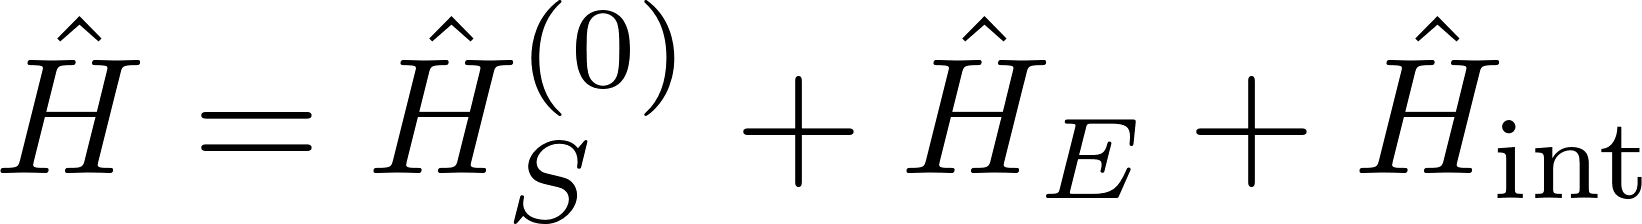 Ĥ = Ĥ_S^(0) + Ĥ_E + Ĥ_int